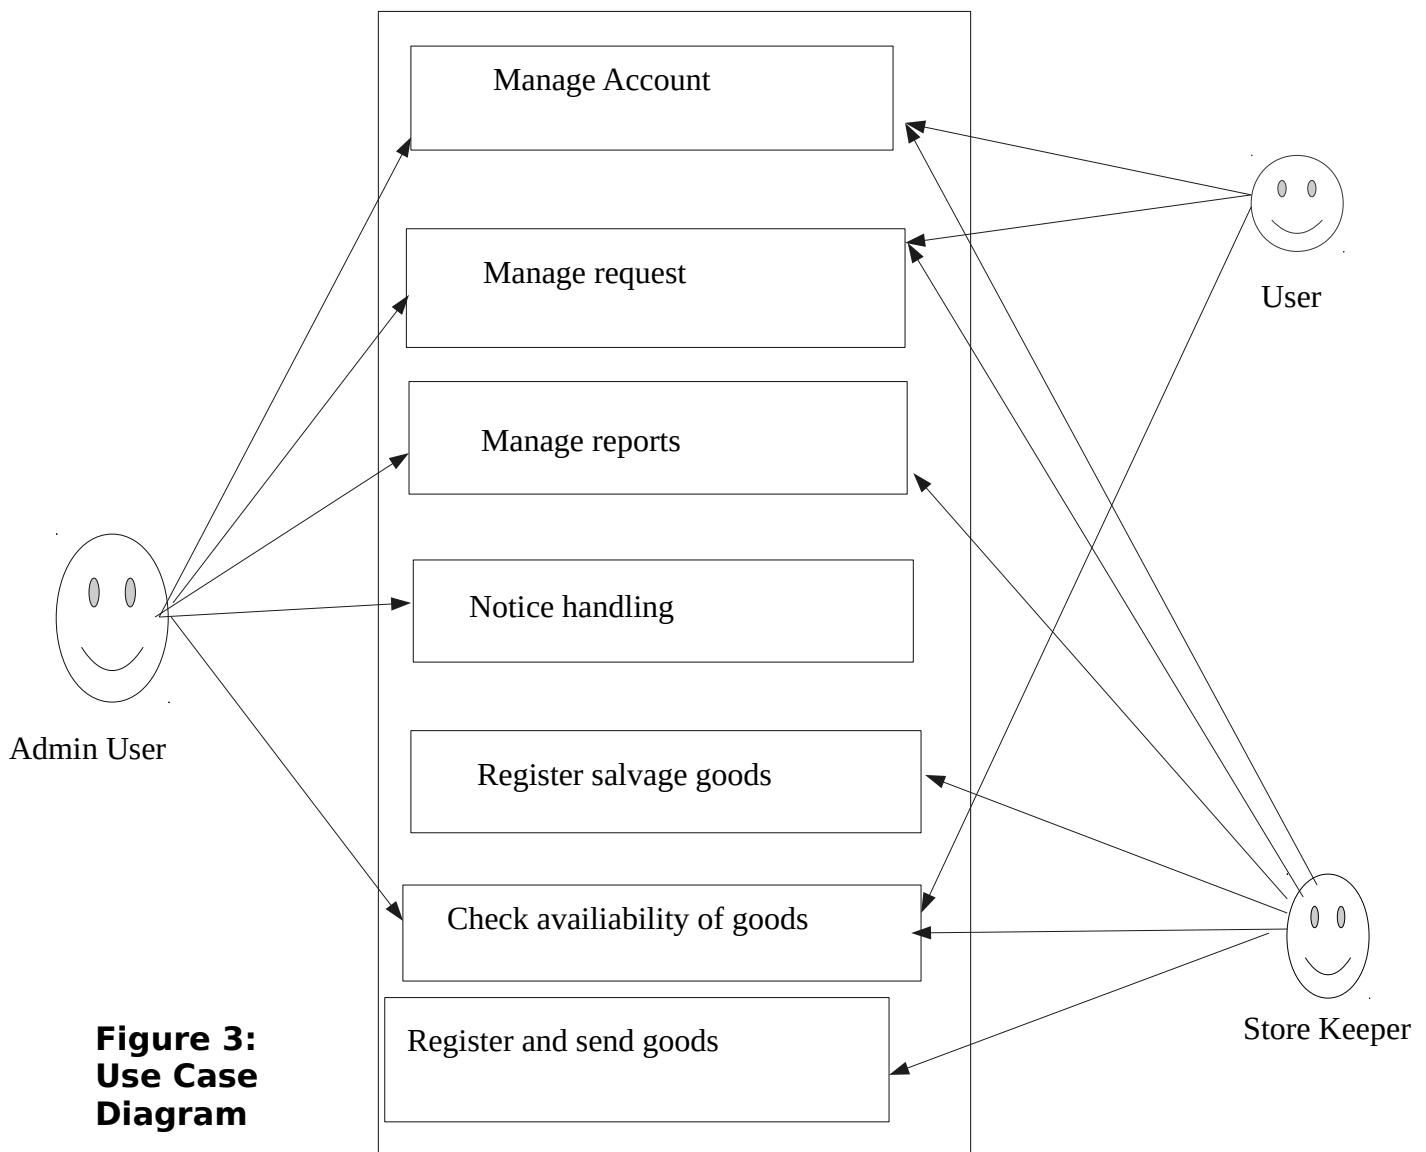 Manage Account
Manage request
User
Manage reports
Notice handling
Admin User
Register salvage goods
Check availiability of goods
Register and send goods
Store Keeper
Figure 3:
Use Case
Diagram